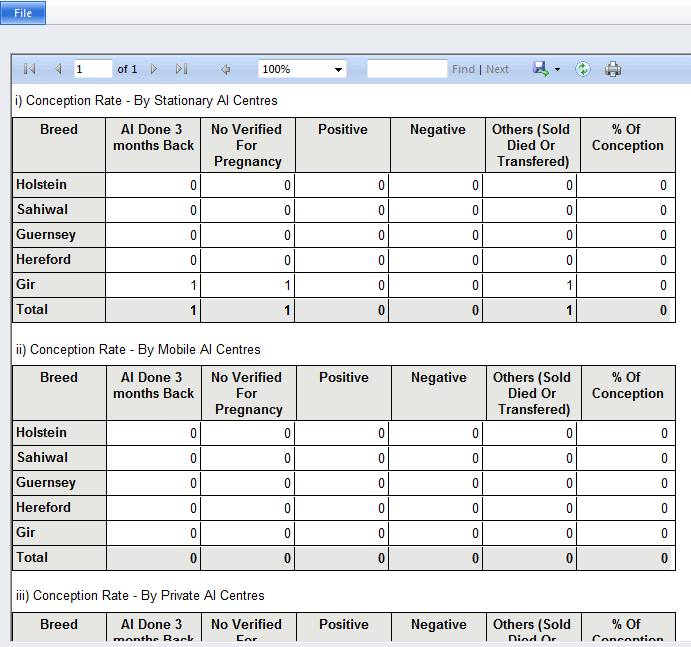 File
1 of 1 100% Find | Next
i) Conception Rate - By Stationary AI Centres
Breed AI Done 3 months Back No Verified For Pregnancy Positive Negative Others (Sold Died Or Transfered) % Of Conception
Holstein 0 0 0 0 0 0
Sahiwal 0 0 0 0 0 0
Guernsey 0 0 0 0 0 0
Hereford 0 0 0 0 0 0
Gir 1 1 0 0 1 0
Total 1 1 0 0 1 0
ii) Conception Rate - By Mobile AI Centres
Breed AI Done 3 months Back No Verified For Pregnancy Positive Negative Others (Sold Died Or Transfered) % Of Conception
Holstein 0 0 0 0 0 0
Sahiwal 0 0 0 0 0 0
Guernsey 0 0 0 0 0 0
Hereford 0 0 0 0 0 0
Gir 0 0 0 0 0 0
Total 0 0 0 0 0 0
iii) Conception Rate - By Private AI Centres
Breed AI Done 3 months Back No Verified For Positive Negative Others (Sold Died Or % Of Conception